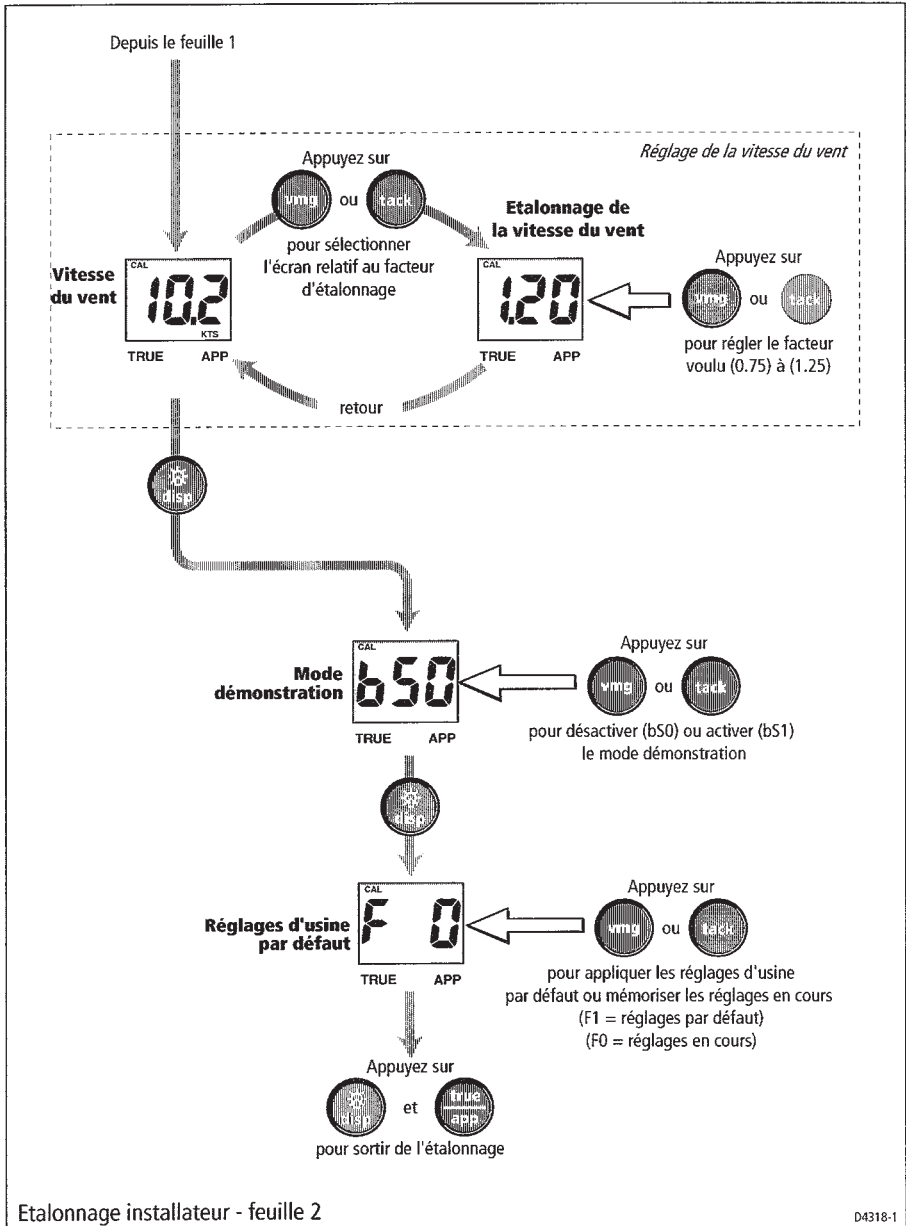 Depuis le feuille 1
Réglage de la vitesse du vent
Appuyez sur
vmg ou tack
pour sélectionner
l'écran relatif au facteur
d'étalonnage
Vitesse
du vent
CAL
10.2
KTS
TRUE APP
Etalonnage de
la vitesse du vent
CAL
1.20
TRUE APP
Appuyez sur
vmg ou tack
pour régler le facteur
voulu (0.75) à (1.25)
retour
disp
Mode
démonstration
CAL
bS0
TRUE APP
Appuyez sur
vmg ou tack
pour désactiver (bS0) ou activer (bS1)
le mode démonstration
disp
Réglages d'usine
par défaut
CAL
F 0
TRUE APP
Appuyez sur
vmg ou tack
pour appliquer les réglages d'usine
par défaut ou mémoriser les réglages en cours
(F1 = réglages par défaut)
(F0 = réglages en cours)
Appuyez sur
disp et true
app
pour sortir de l'étalonnage
Etalonnage installateur - feuille 2
D4318-1